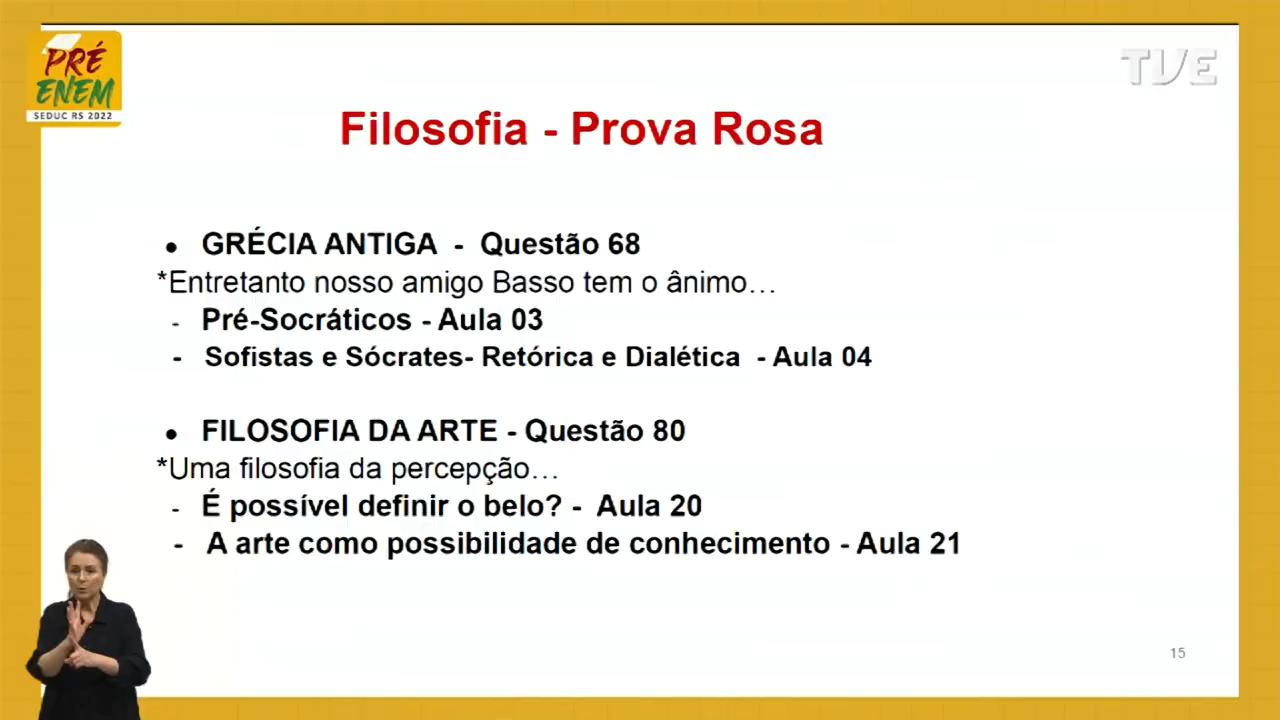 PRÉ
ENEM
SEDUC RS 2022
TVE
Filosofia - Prova Rosa
● GRÉCIA ANTIGA - Questão 68
*Entretanto nosso amigo Basso tem o ânimo…
- Pré-Socráticos - Aula 03
- Sofistas e Sócrates- Retórica e Dialética - Aula 04
● FILOSOFIA DA ARTE - Questão 80
*Uma filosofia da percepção…
- É possível definir o belo? - Aula 20
- A arte como possibilidade de conhecimento - Aula 21
15